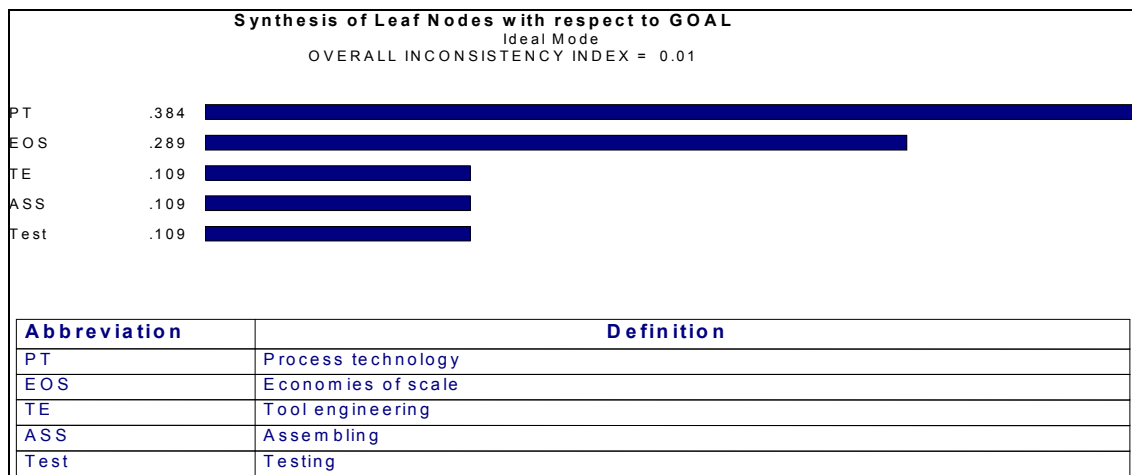 Synthesis of Leaf Nodes with respect to GOAL
Ideal Mode
OVERALL INCONSISTENCY INDEX = 0.01
PT .384
EOS .289
TE .109
ASS .109
Test .109
Abbreviation Definition
PT Process technology
EOS Economies of scale
TE Tool engineering
ASS Assembling
Test Testing